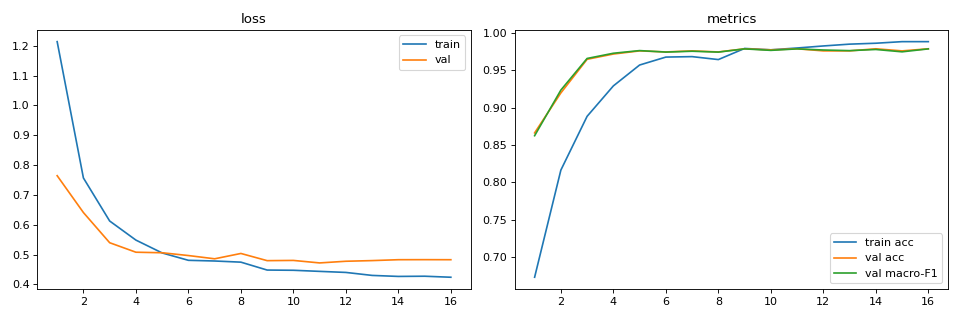 loss
1.2
1.1
1.0
0.9
0.8
0.7
0.6
0.5
0.4
2 4 6 8 10 12 14 16
train
val
metrics
1.00
0.95
0.90
0.85
0.80
0.75
0.70
2 4 6 8 10 12 14 16
train acc
val acc
val macro-F1